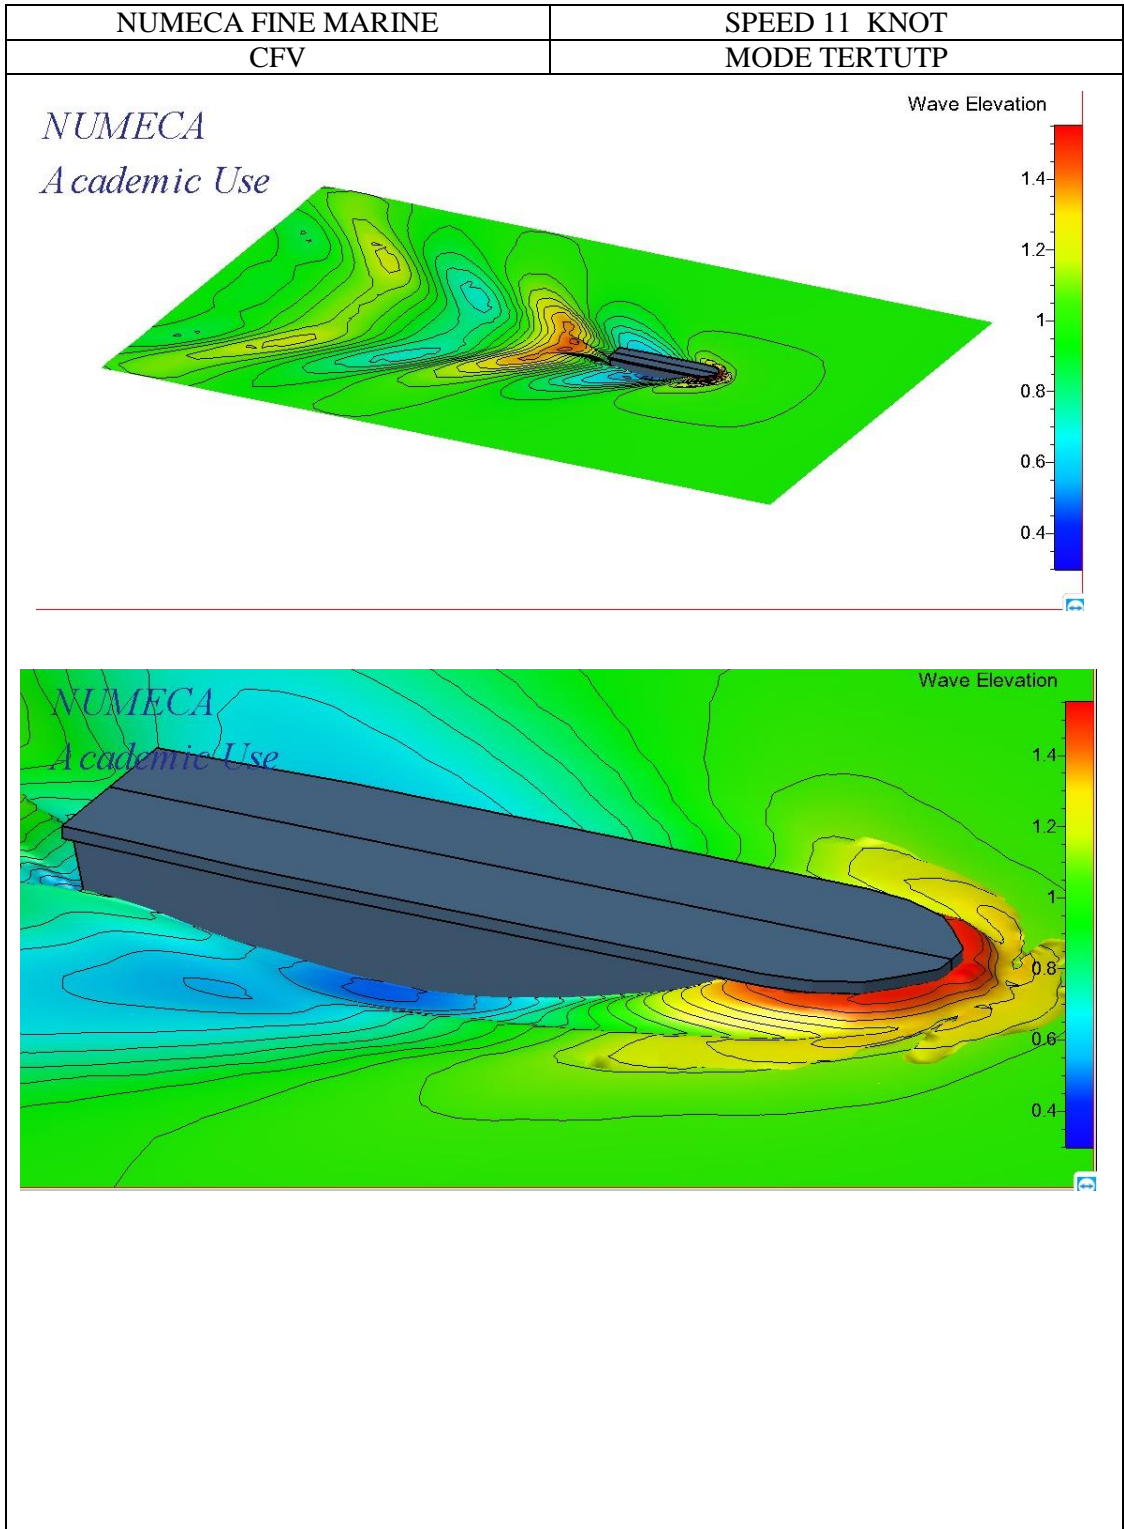 NUMECA FINE MARINE
SPEED 11 KNOT
CFV
MODE TERTUTP
NUMECA
Academic Use
Wave Elevation
1.4
1.2
1
0.8
0.6
0.4
NUMECA
Academic Use
Wave Elevation
1.4
1.2
1
0.8
0.6
0.4